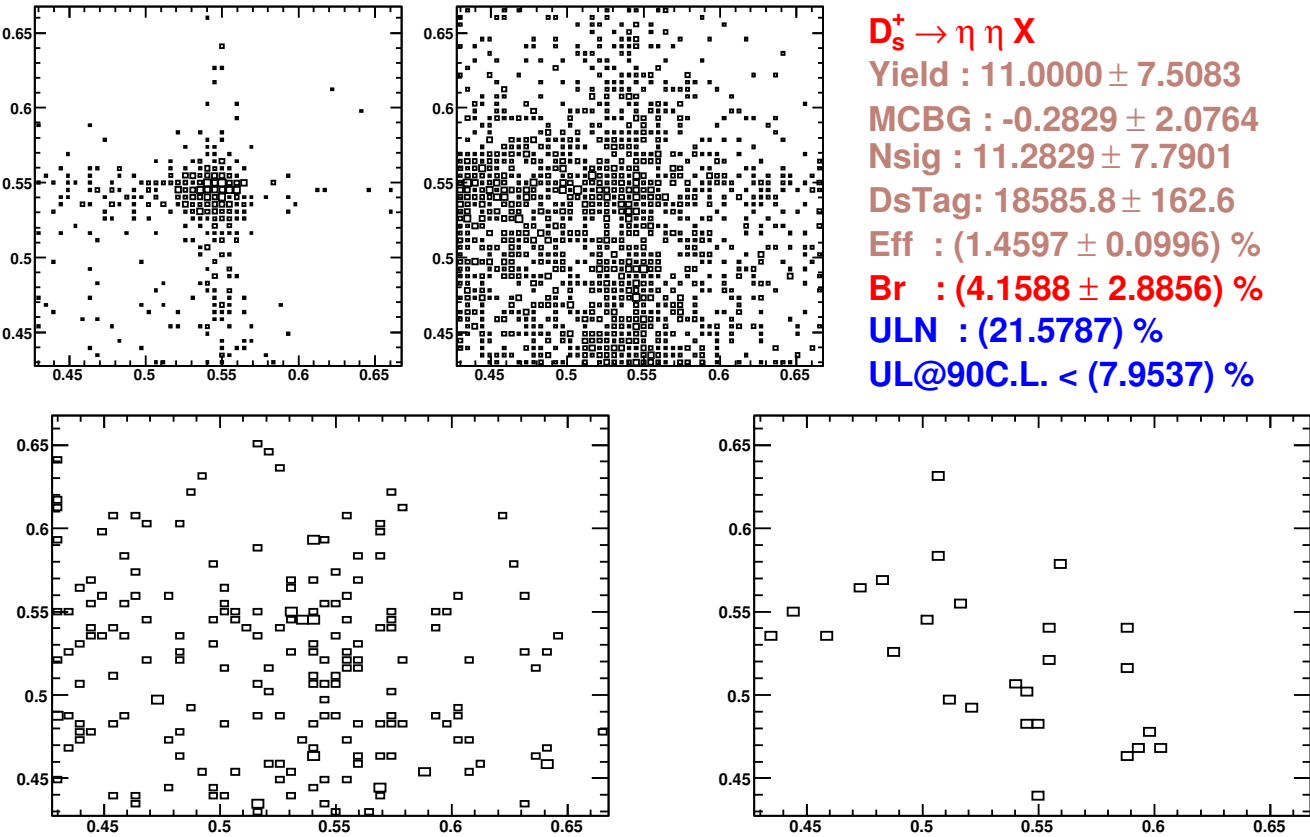 0.65
0.6
0.55
0.5
0.45
0.45 0.5 0.55 0.6 0.65
0.65
0.6
0.55
0.5
0.45
0.45 0.5 0.55 0.6 0.65
D_s^+ → η η X
Yield : 11.0000 ± 7.5083
MCBG : -0.2829 ± 2.0764
Nsig : 11.2829 ± 7.7901
DsTag: 18585.8 ± 162.6
Eff : (1.4597 ± 0.0996) %
Br : (4.1588 ± 2.8856) %
ULN : (21.5787) %
UL@90C.L. < (7.9537) %
0.65
0.6
0.55
0.5
0.45
0.45 0.5 0.55 0.6 0.65
0.65
0.6
0.55
0.5
0.45
0.45 0.5 0.55 0.6 0.65